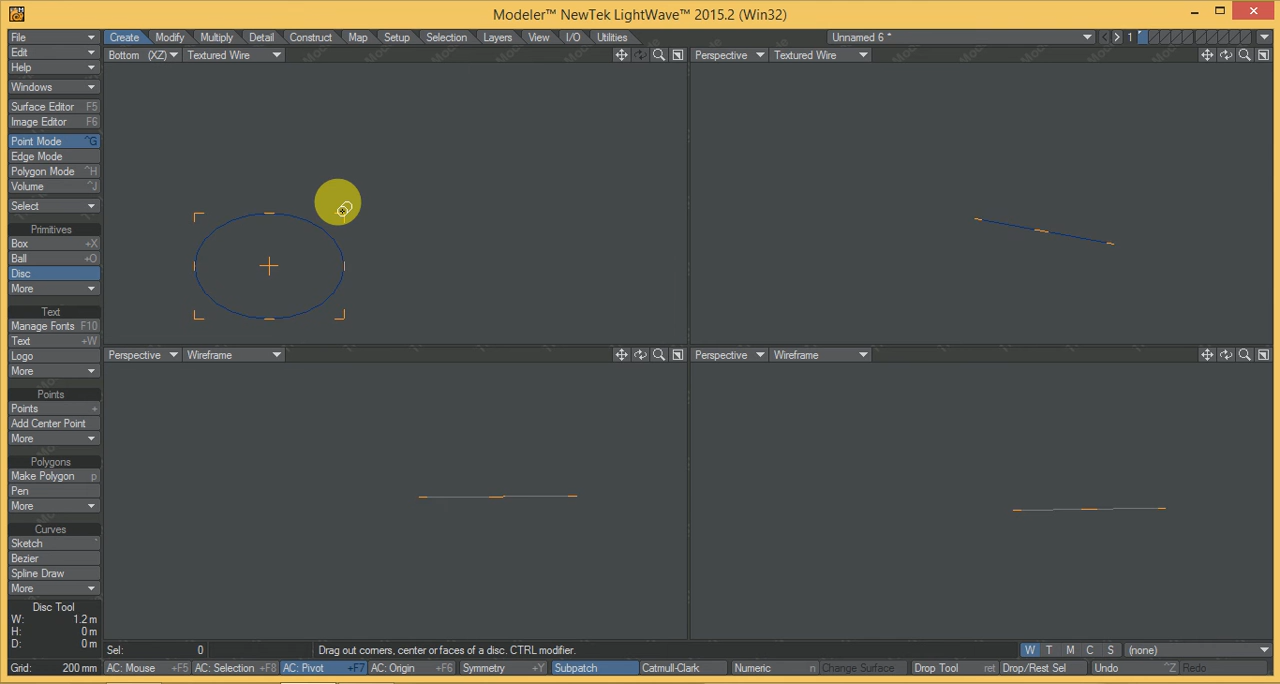 Modeler™ NewTek LightWave™ 2015.2 (Win32)
File
Create Modify Multiply Detail Construct Map Setup Selection Layers View I/O Utilities Unnamed 6 * 1
Edit
Bottom (XZ) Textured Wire Perspective Textured Wire
Help
Windows
Surface Editor F5
Image Editor F6
Point Mode ^G
Edge Mode
Polygon Mode ^H
Volume ^J
Select
Primitives
Box +X
Ball +O
Disc
More
Text
Manage Fonts F10
Text +W
Logo
Perspective Wireframe Perspective Wireframe
More
Points
Points +
Add Center Point
More
Polygons
Make Polygon p
Pen
More
Curves
Sketch `
Bezier
Spline Draw
More
Disc Tool
W: 1.2 m
H: 0 m
D: 0 m
Sel: 0 Drag out corners, center or faces of a disc. CTRL modifier. W T M C S (none)
Grid: 200 mm AC: Mouse +F5 AC: Selection +F8 AC: Pivot +F7 AC: Origin +F6 Symmetry +Y Subpatch Catmull-Clark Numeric n Change Surface Drop Tool ret Drop/Rest Sel / Undo ^Z Redo